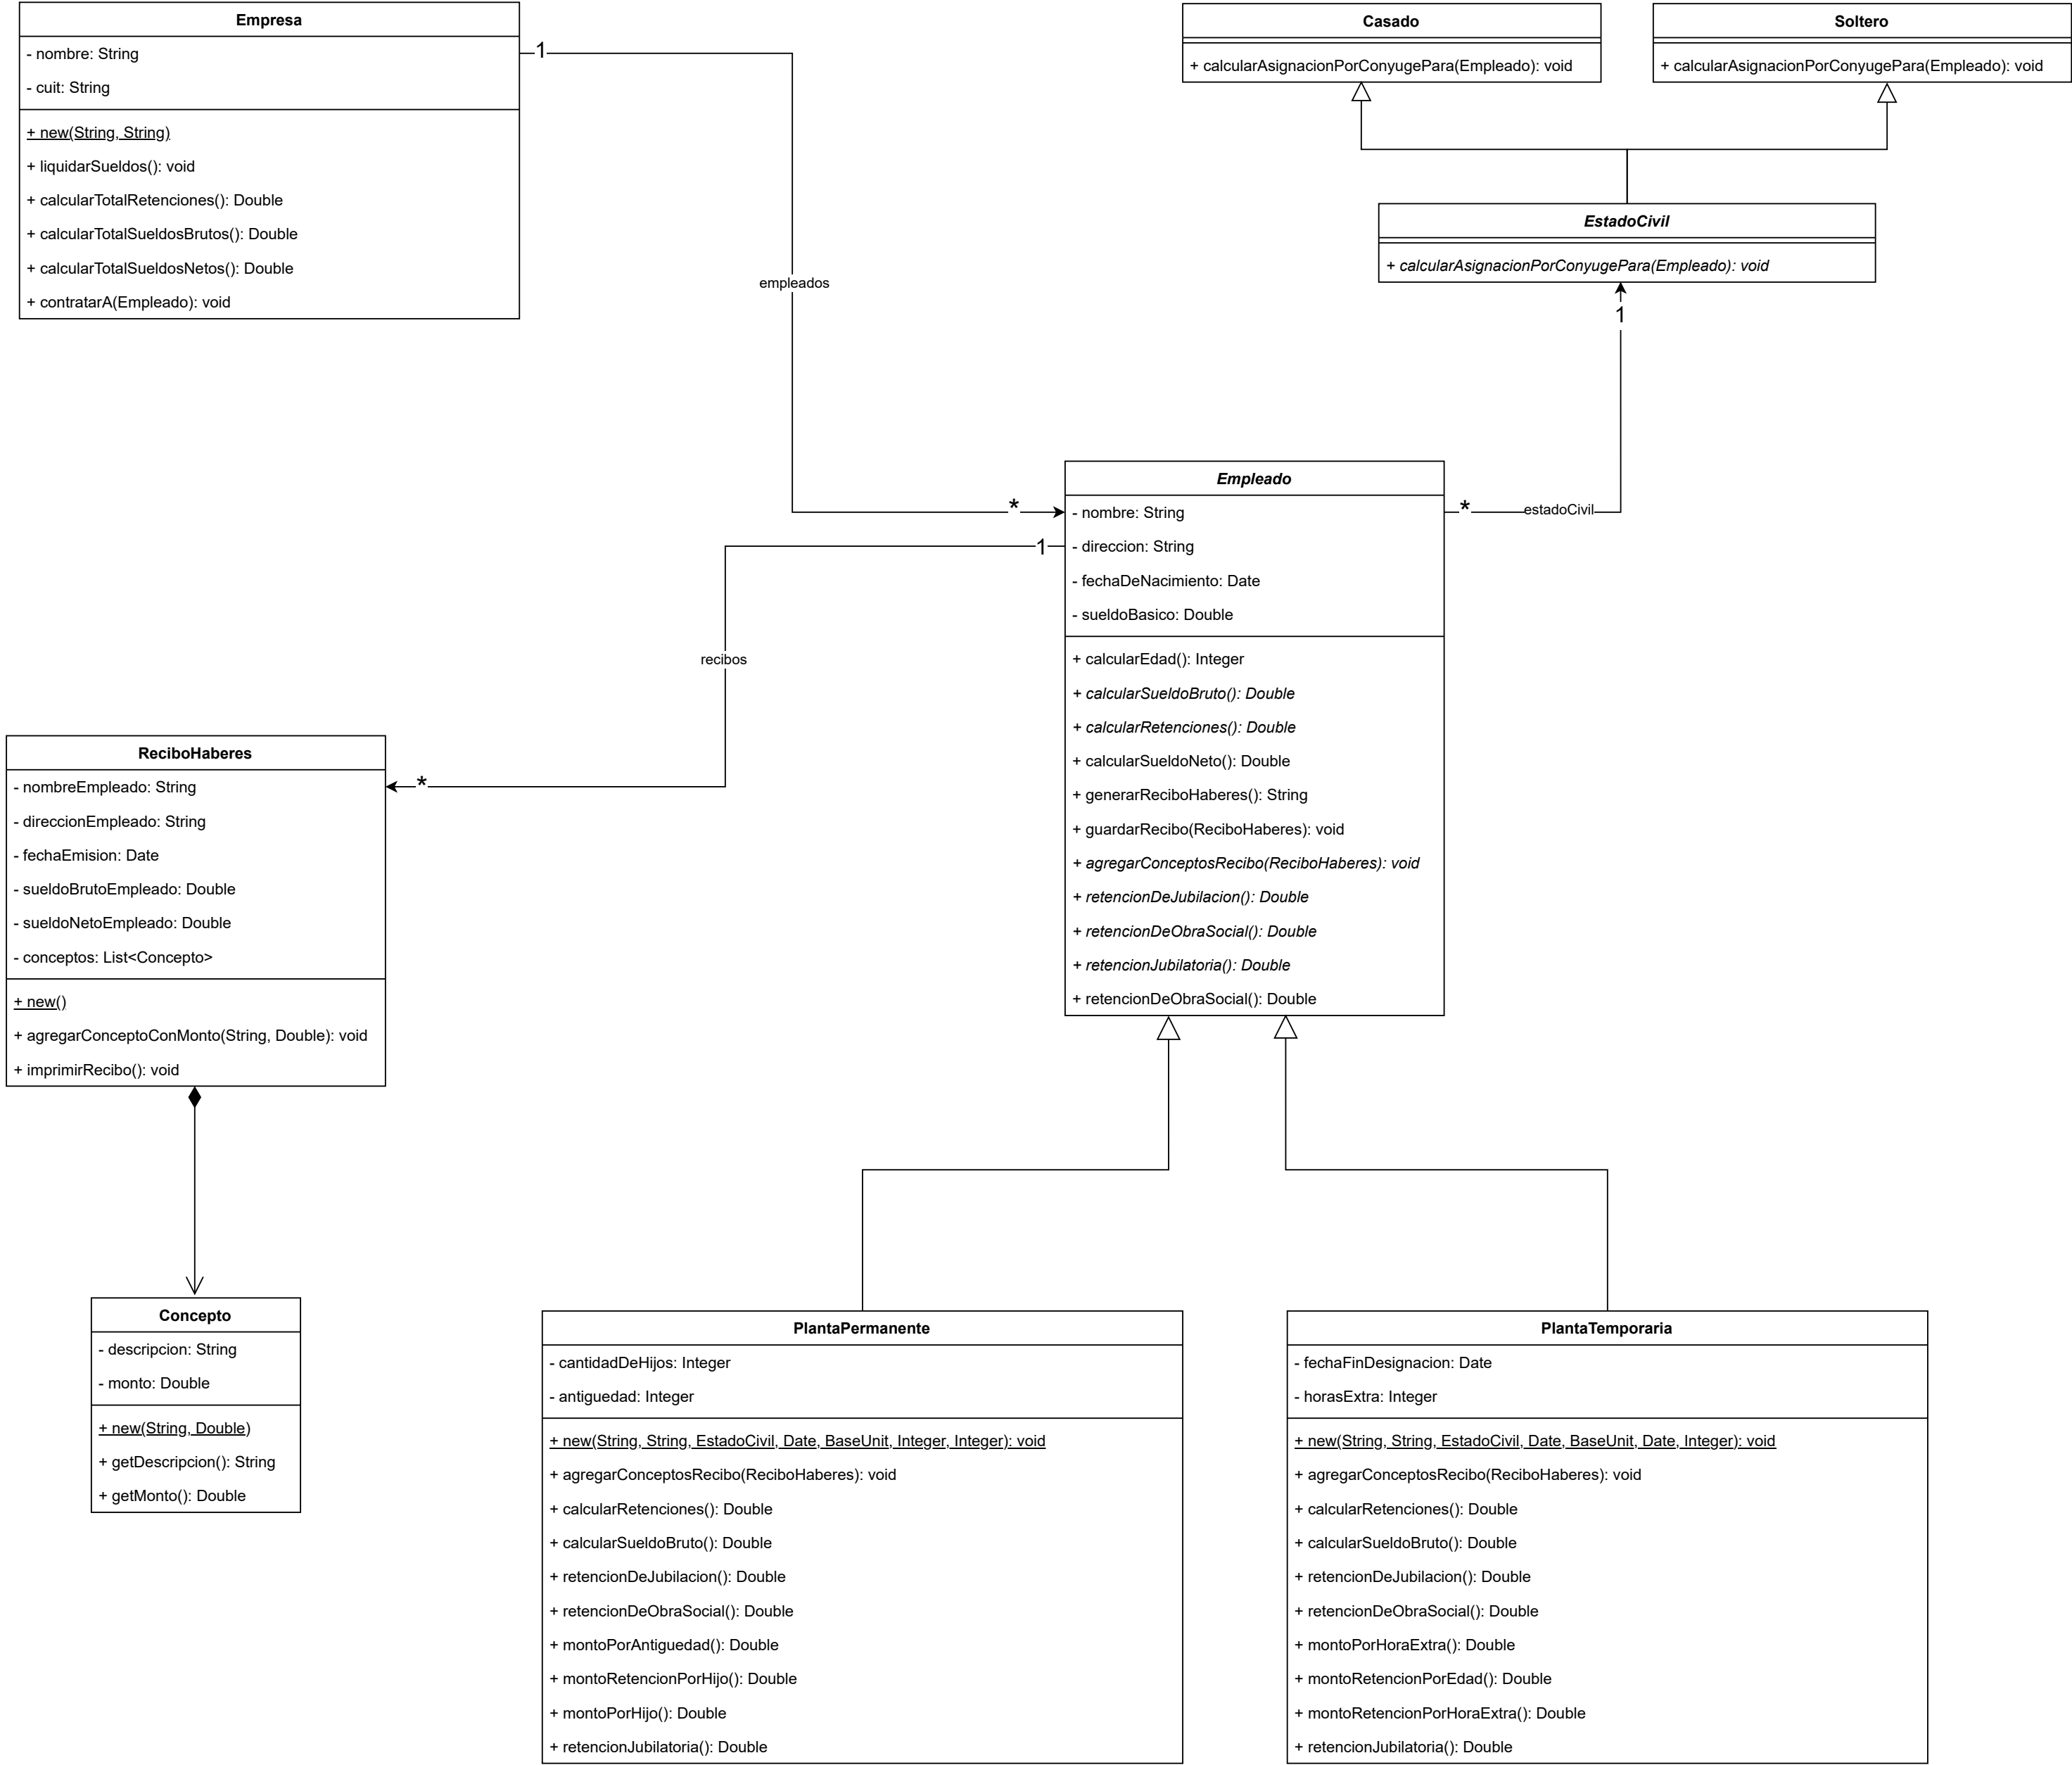 Empresa
- nombre: String
- cuit: String
+ new(String, String)
+ liquidarSueldos(): void
+ calcularTotalRetenciones(): Double
+ calcularTotalSueldosBrutos(): Double
+ calcularTotalSueldosNetos(): Double
+ contratarA(Empleado): void
1
empleados
*
Casado
+ calcularAsignacionPorConyugePara(Empleado): void
Soltero
+ calcularAsignacionPorConyugePara(Empleado): void
EstadoCivil
+ calcularAsignacionPorConyugePara(Empleado): void
1
estadoCivil
*
Empleado
- nombre: String
- direccion: String
- fechaDeNacimiento: Date
- sueldoBasico: Double
+ calcularEdad(): Integer
+ calcularSueldoBruto(): Double
+ calcularRetenciones(): Double
+ calcularSueldoNeto(): Double
+ generarReciboHaberes(): String
+ guardarRecibo(ReciboHaberes): void
+ agregarConceptosRecibo(ReciboHaberes): void
+ retencionDeJubilacion(): Double
+ retencionDeObraSocial(): Double
+ retencionJubilatoria(): Double
+ retencionDeObraSocial(): Double
1
recibos
*
ReciboHaberes
- nombreEmpleado: String
- direccionEmpleado: String
- fechaEmision: Date
- sueldoBrutoEmpleado: Double
- sueldoNetoEmpleado: Double
- conceptos: List<Concepto>
+ new()
+ agregarConceptoConMonto(String, Double): void
+ imprimirRecibo(): void
Concepto
- descripcion: String
- monto: Double
+ new(String, Double)
+ getDescripcion(): String
+ getMonto(): Double
PlantaPermanente
- cantidadDeHijos: Integer
- antiguedad: Integer
+ new(String, String, EstadoCivil, Date, BaseUnit, Integer, Integer): void
+ agregarConceptosRecibo(ReciboHaberes): void
+ calcularRetenciones(): Double
+ calcularSueldoBruto(): Double
+ retencionDeJubilacion(): Double
+ retencionDeObraSocial(): Double
+ montoPorAntiguedad(): Double
+ montoRetencionPorHijo(): Double
+ montoPorHijo(): Double
+ retencionJubilatoria(): Double
PlantaTemporaria
- fechaFinDesignacion: Date
- horasExtra: Integer
+ new(String, String, EstadoCivil, Date, BaseUnit, Date, Integer): void
+ agregarConceptosRecibo(ReciboHaberes): void
+ calcularRetenciones(): Double
+ calcularSueldoBruto(): Double
+ retencionDeJubilacion(): Double
+ retencionDeObraSocial(): Double
+ montoPorHoraExtra(): Double
+ montoRetencionPorEdad(): Double
+ montoRetencionPorHoraExtra(): Double
+ retencionJubilatoria(): Double